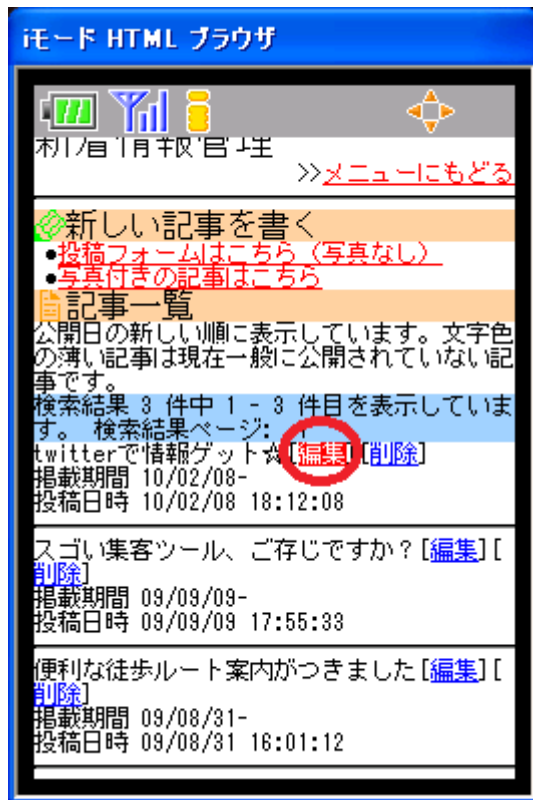 iモード HTML ブラウザ
新着情報管理
>>メニューにもどる
新しい記事を書く
●投稿フォームはこちら（写真なし）
●写真付きの記事はこちら
記事一覧
公開日の新しい順に表示しています。文字色
の薄い記事は現在一般に公開されていない記
事です。
検索結果 3 件中 1 - 3 件目を表示していま
す。 検索結果ページ: 1
twitterで情報ゲット☆[編集][削除]
掲載期間 10/02/08-
投稿日時 10/02/08 18:12:08
スゴい集客ツール、ご存じですか？[編集][
削除]
掲載期間 09/09/09-
投稿日時 09/09/09 17:55:33
便利な徒歩ルート案内がつきました[編集][
削除]
掲載期間 09/08/31-
投稿日時 09/08/31 16:01:12